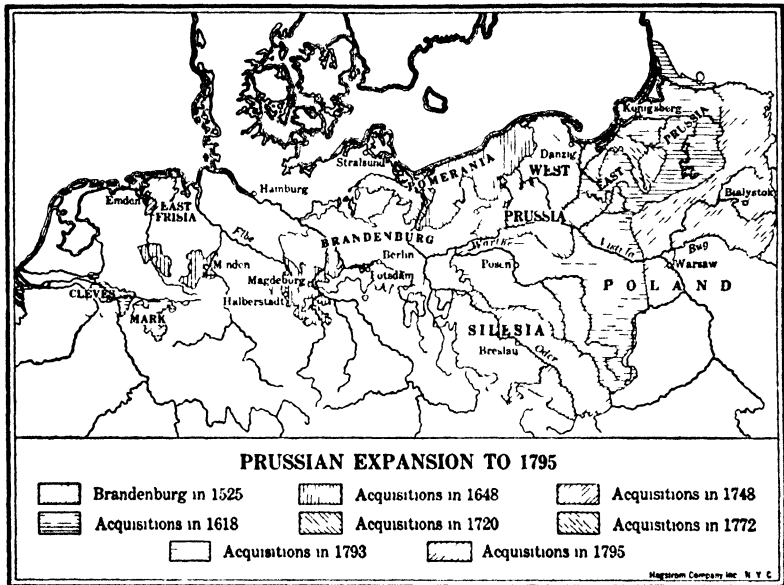 Königsberg
EAST PRUSSIA
Danzig
WEST
PRUSSIA
Stralsund
POMERANIA
Bialystok
Emden
EAST
FRISIA
Hamburg
Elbe
BRANDENBURG
Berlin
Potsdam
Warthe
Bug
Warsaw
Minden
Magdeburg
Halberstadt
Posen
POLAND
CLEVES
MARK
SILESIA
Breslau
Oder
PRUSSIAN EXPANSION TO 1795
Brandenburg in 1525
Acquisitions in 1648
Acquisitions in 1748
Acquisitions in 1618
Acquisitions in 1720
Acquisitions in 1772
Acquisitions in 1793
Acquisitions in 1795
Hagstrom Company Inc N Y C